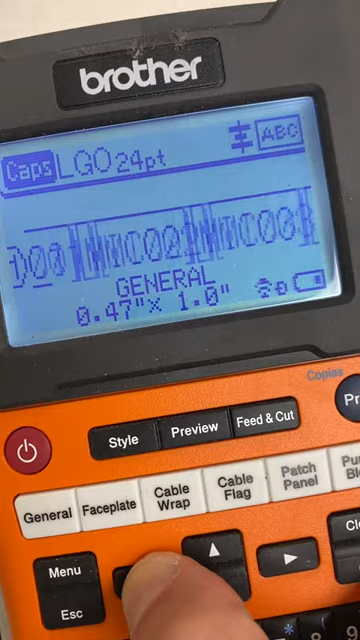 brother
Caps LGO 24pt ABC
GENERAL
0.47"x 1.0"
Copies
Style Preview Feed & Cut
General Faceplate Cable Wrap Cable Flag Patch Panel
Menu
Esc